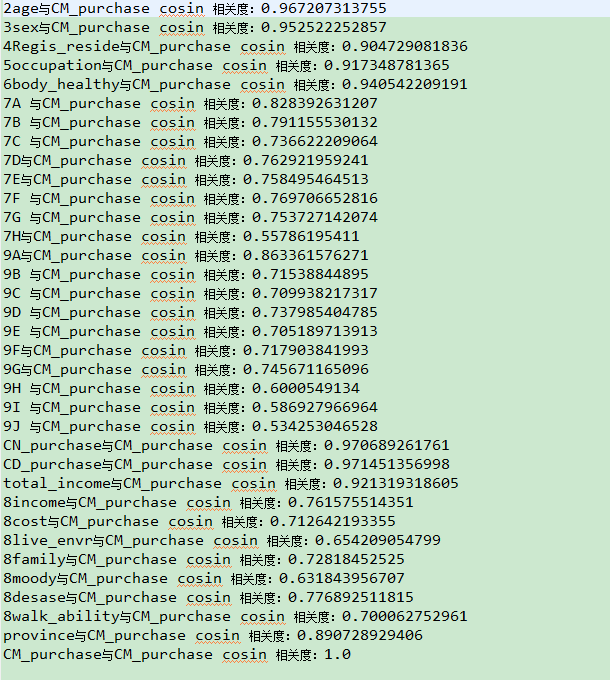 2age与CM_purchase cosin 相关度：0.967207313755
3sex与CM_purchase cosin 相关度：0.952522252857
4Regis_reside与CM_purchase cosin 相关度：0.904729081836
5occupation与CM_purchase cosin 相关度：0.917348781365
6body_healthy与CM_purchase cosin 相关度：0.940542209191
7A 与CM_purchase cosin 相关度：0.828392631207
7B 与CM_purchase cosin 相关度：0.791155530132
7C 与CM_purchase cosin 相关度：0.736622209064
7D与CM_purchase cosin 相关度：0.762921959241
7E与CM_purchase cosin 相关度：0.758495464513
7F 与CM_purchase cosin 相关度：0.769706652816
7G 与CM_purchase cosin 相关度：0.753727142074
7H与CM_purchase cosin 相关度：0.55786195411
9A与CM_purchase cosin 相关度：0.863361576271
9B 与CM_purchase cosin 相关度：0.71538844895
9C 与CM_purchase cosin 相关度：0.709938217317
9D 与CM_purchase cosin 相关度：0.737985404785
9E 与CM_purchase cosin 相关度：0.705189713913
9F与CM_purchase cosin 相关度：0.717903841993
9G与CM_purchase cosin 相关度：0.745671165096
9H 与CM_purchase cosin 相关度：0.6000549134
9I 与CM_purchase cosin 相关度：0.586927966964
9J 与CM_purchase cosin 相关度：0.534253046528
CN_purchase与CM_purchase cosin 相关度：0.970689261761
CD_purchase与CM_purchase cosin 相关度：0.971451356998
total_income与CM_purchase cosin 相关度：0.921319318605
8income与CM_purchase cosin 相关度：0.761575514351
8cost与CM_purchase cosin 相关度：0.712642193355
8live_envr与CM_purchase cosin 相关度：0.654209054799
8family与CM_purchase cosin 相关度：0.72818452525
8moody与CM_purchase cosin 相关度：0.631843956707
8desase与CM_purchase cosin 相关度：0.776892511815
8walk_ability与CM_purchase cosin 相关度：0.700062752961
province与CM_purchase cosin 相关度：0.890728929406
CM_purchase与CM_purchase cosin 相关度：1.0